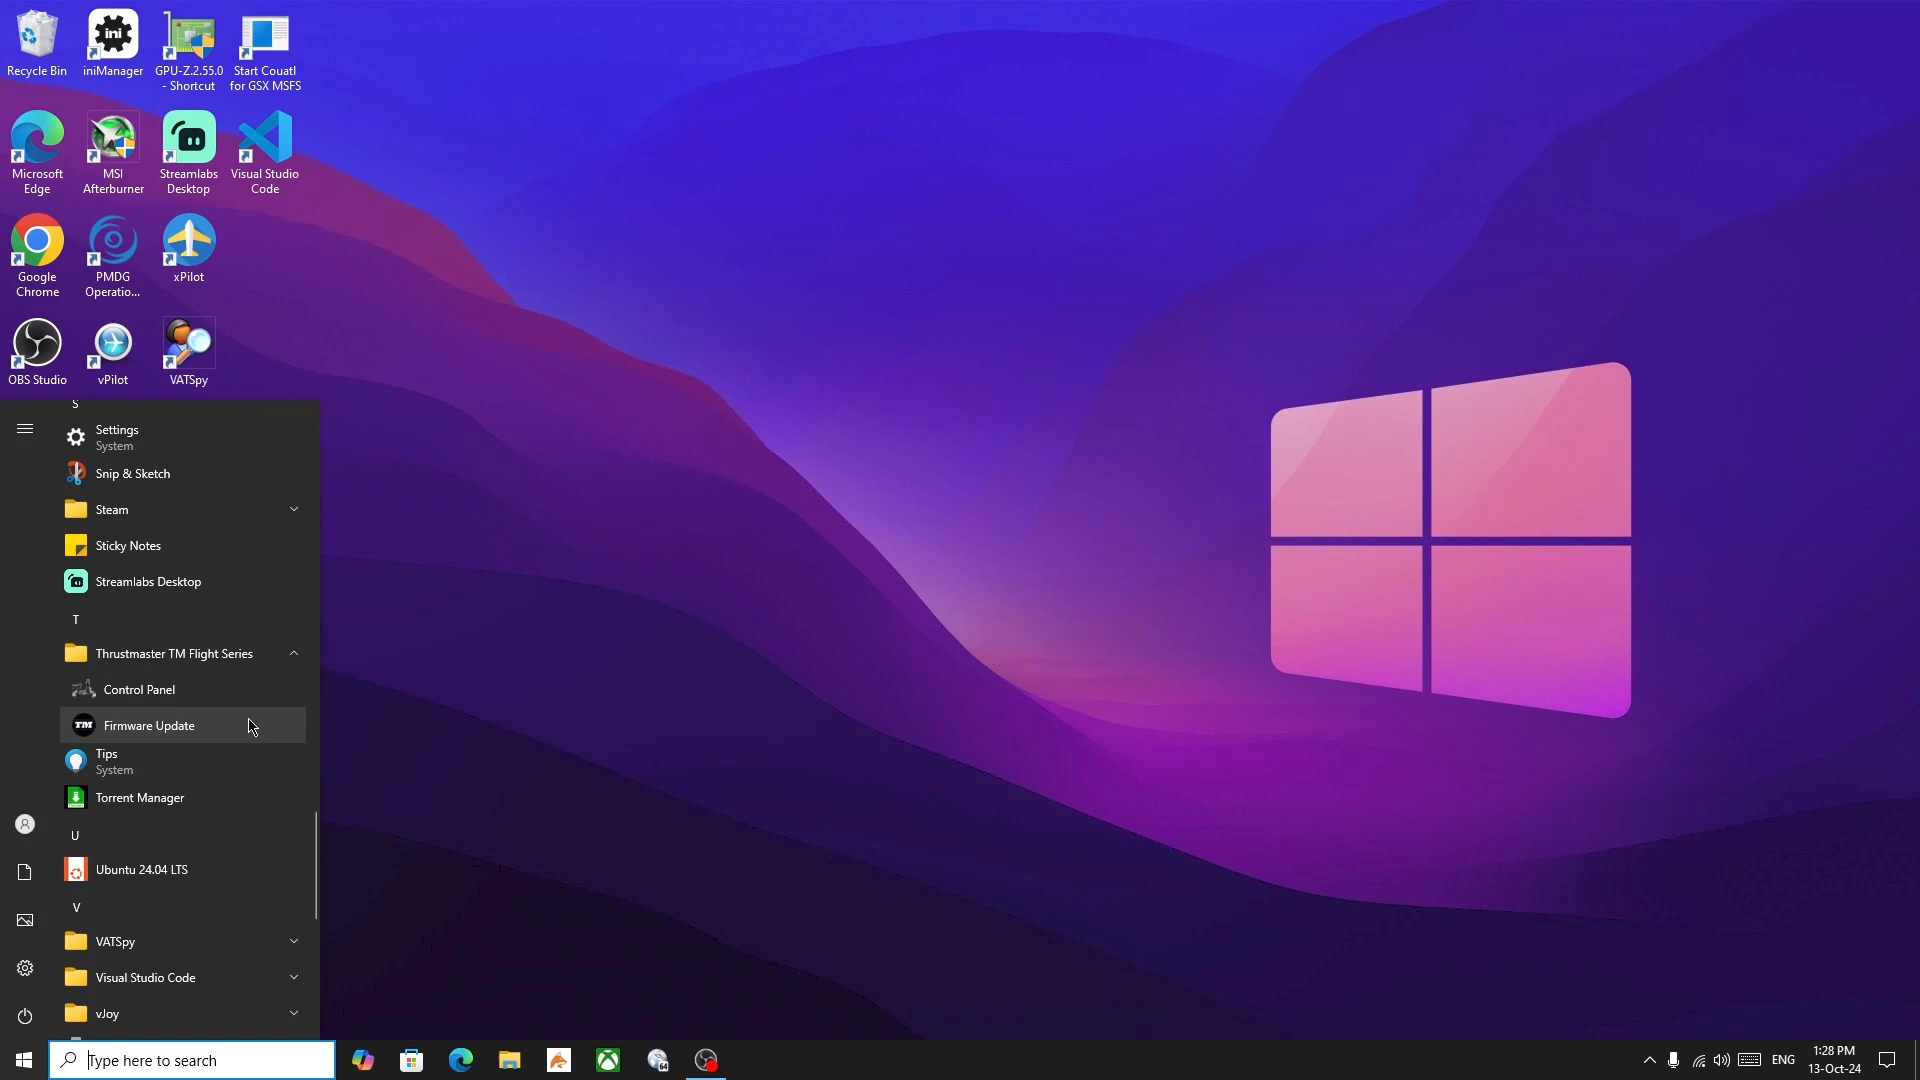 Recycle Bin
iniManager
GPU-Z.2.55.0
- Shortcut
Start Couatl
for GSX MSFS
Microsoft
Edge
MSI
Afterburner
Streamlabs
Desktop
Visual Studio
Code
Google
Chrome
PMDG
Operatio...
xPilot
OBS Studio
vPilot
VATSpy
S
Settings
System
Snip & Sketch
Steam
Sticky Notes
Streamlabs Desktop
T
Thrustmaster TM Flight Series
Control Panel
TM
Firmware Update
Tips
System
Torrent Manager
U
Ubuntu 24.04 LTS
V
VATSpy
Visual Studio Code
vJoy
Type here to search
64
ENG
1:28 PM
13-Oct-24
ini